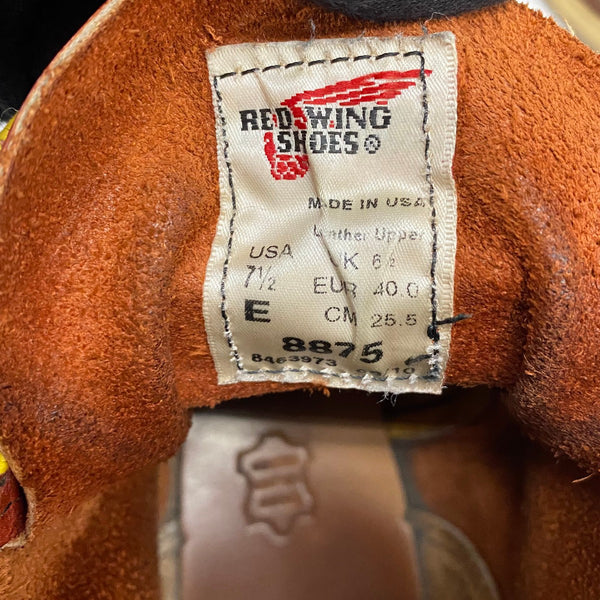 RED WING
SHOES®
MADE IN USA
Leather Upper
USA UK 6½
7½ EUR 40.0
E CM 25.5
8875
8463973